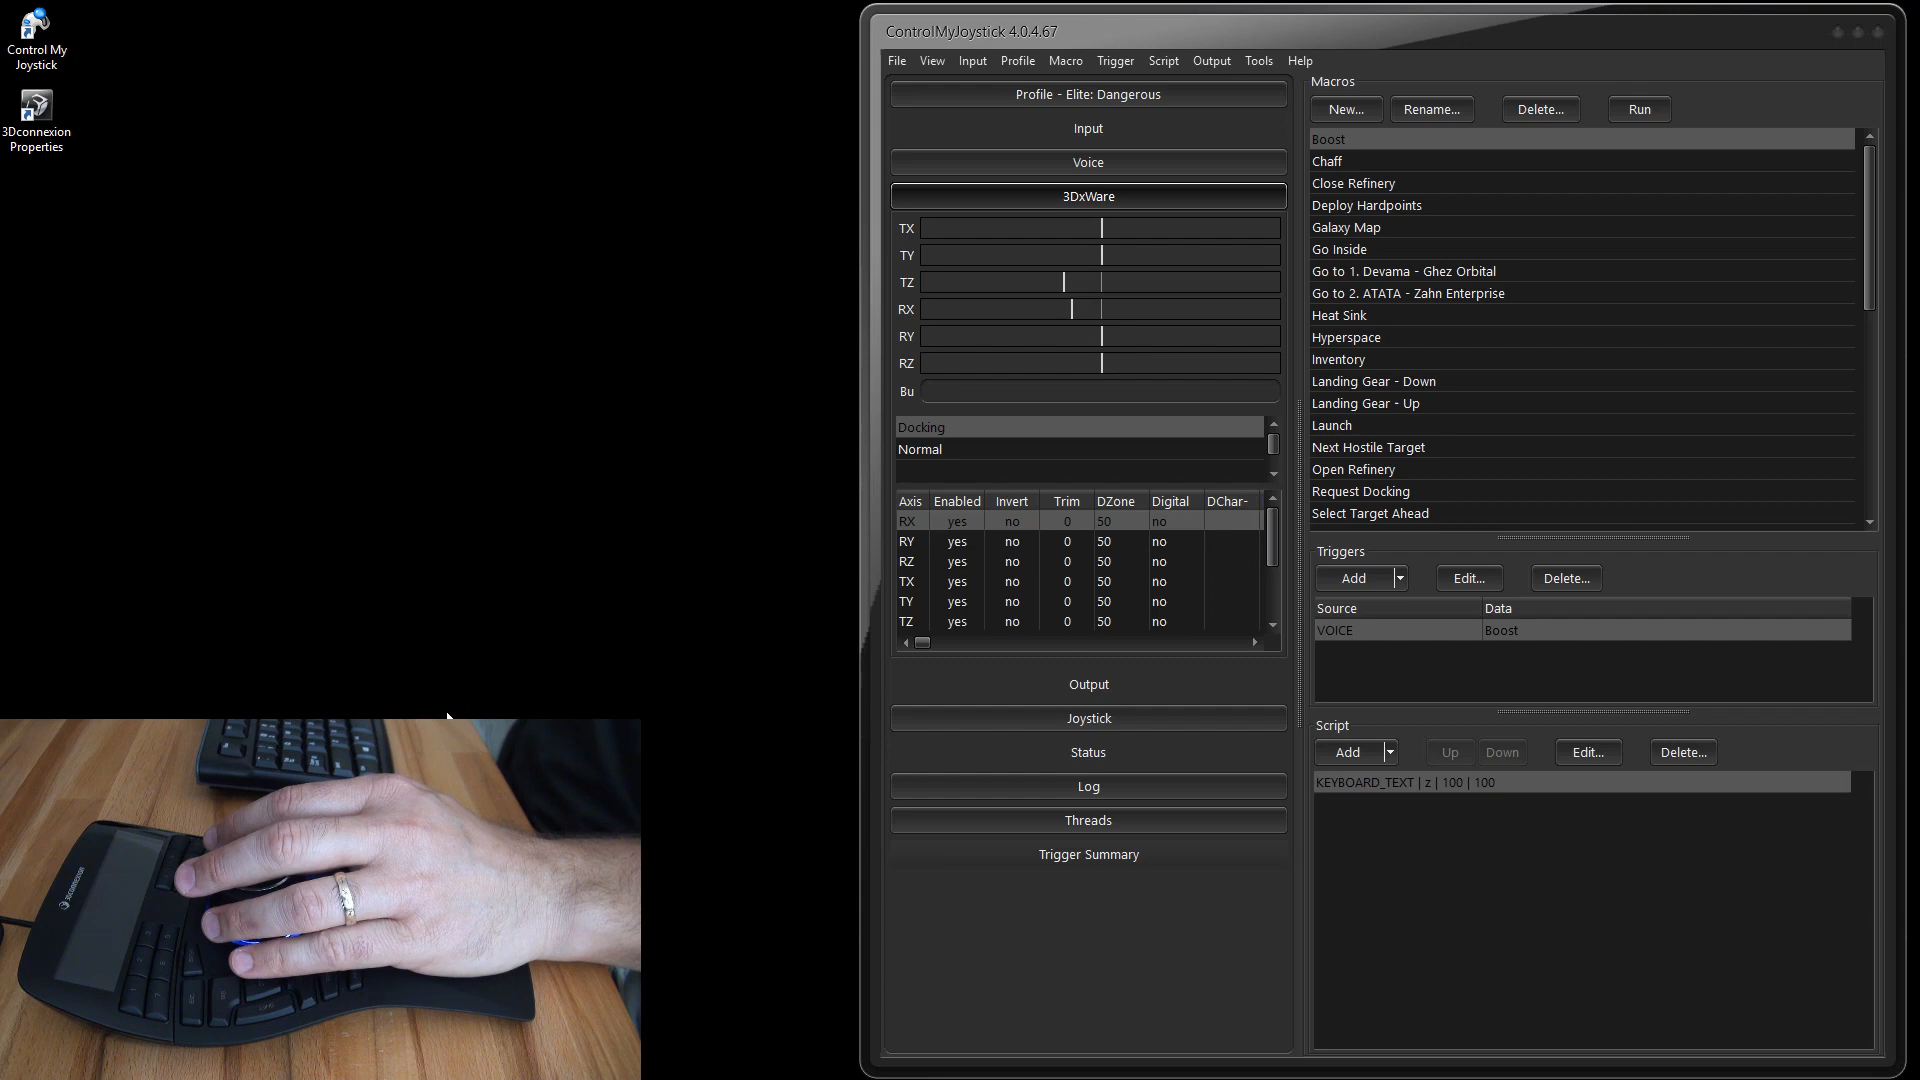 Control My
Joystick
3Dconnexion
Properties
ControlMyJoystick 4.0.4.67
File View Input Profile Macro Trigger Script Output Tools Help
Profile - Elite: Dangerous
Input
Voice
3DxWare
TX
TY
TZ
RX
RY
RZ
Bu
Docking
Normal
Axis Enabled Invert Trim DZone Digital DChar-
RX yes no 0 50 no
RY yes no 0 50 no
RZ yes no 0 50 no
TX yes no 0 50 no
TY yes no 0 50 no
TZ yes no 0 50 no
Output
Joystick
Status
Log
Threads
Trigger Summary
Macros
New... Rename... Delete... Run
Boost
Chaff
Close Refinery
Deploy Hardpoints
Galaxy Map
Go Inside
Go to 1. Devama - Ghez Orbital
Go to 2. ATATA - Zahn Enterprise
Heat Sink
Hyperspace
Inventory
Landing Gear - Down
Landing Gear - Up
Launch
Next Hostile Target
Open Refinery
Request Docking
Select Target Ahead
Triggers
Add Edit... Delete...
Source Data
VOICE Boost
Script
Add Up Down Edit... Delete...
KEYBOARD_TEXT | z | 100 | 100
3Dconnexion